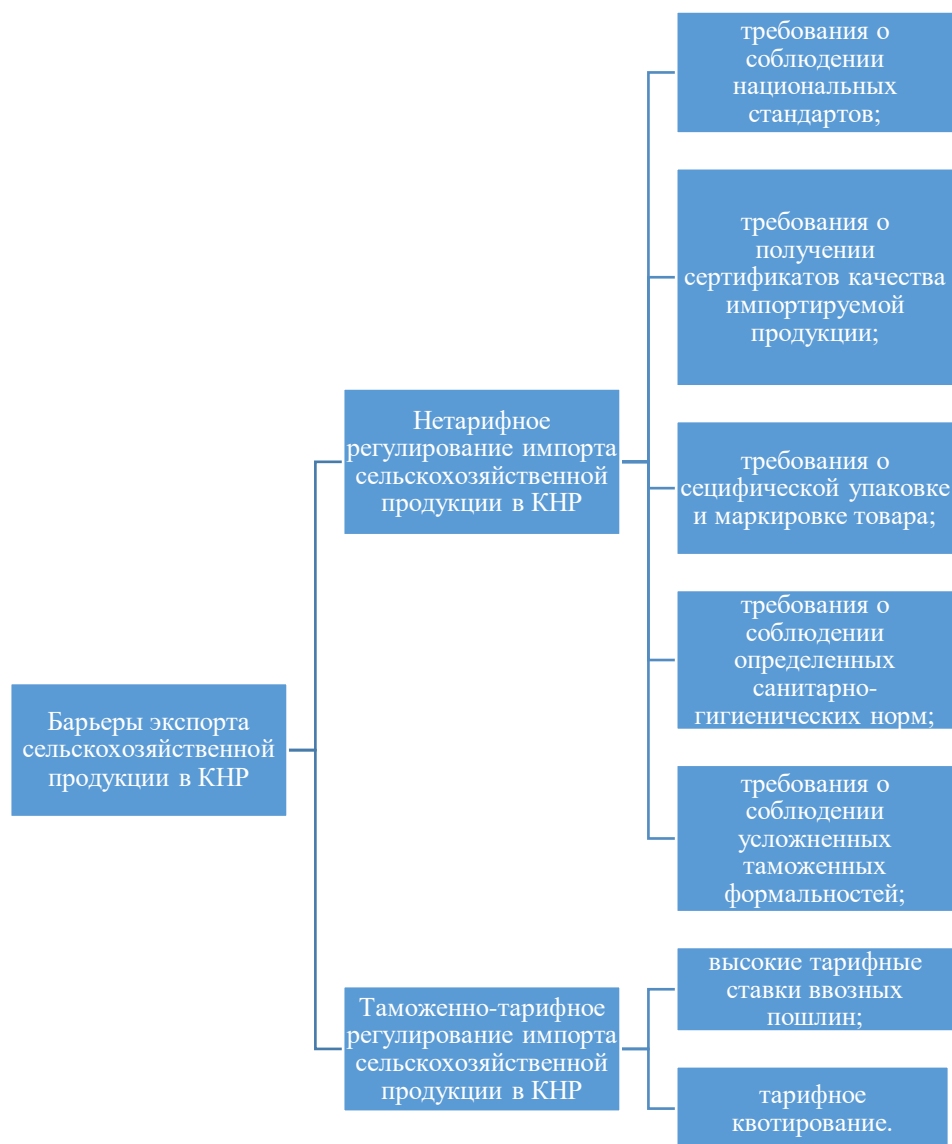 требования о
соблюдении
национальных
стандартов;
требования о
получении
сертификатов качества
импортируемой
продукции;
Нетарифное
регулирование импорта
сельскохозяйственной
продукции в КНР
требования о
сецифической упаковке
и маркировке товара;
требования о
соблюдении
определенных
санитарно-
гигиенических норм;
Барьеры экспорта
сельскохозяйственной
продукции в КНР
требования о
соблюдении
усложненных
таможенных
формальностей;
высокие тарифные
ставки ввозных
пошлин;
Таможенно-тарифное
регулирование импорта
сельскохозяйственной
продукции в КНР
тарифное
квотирование.